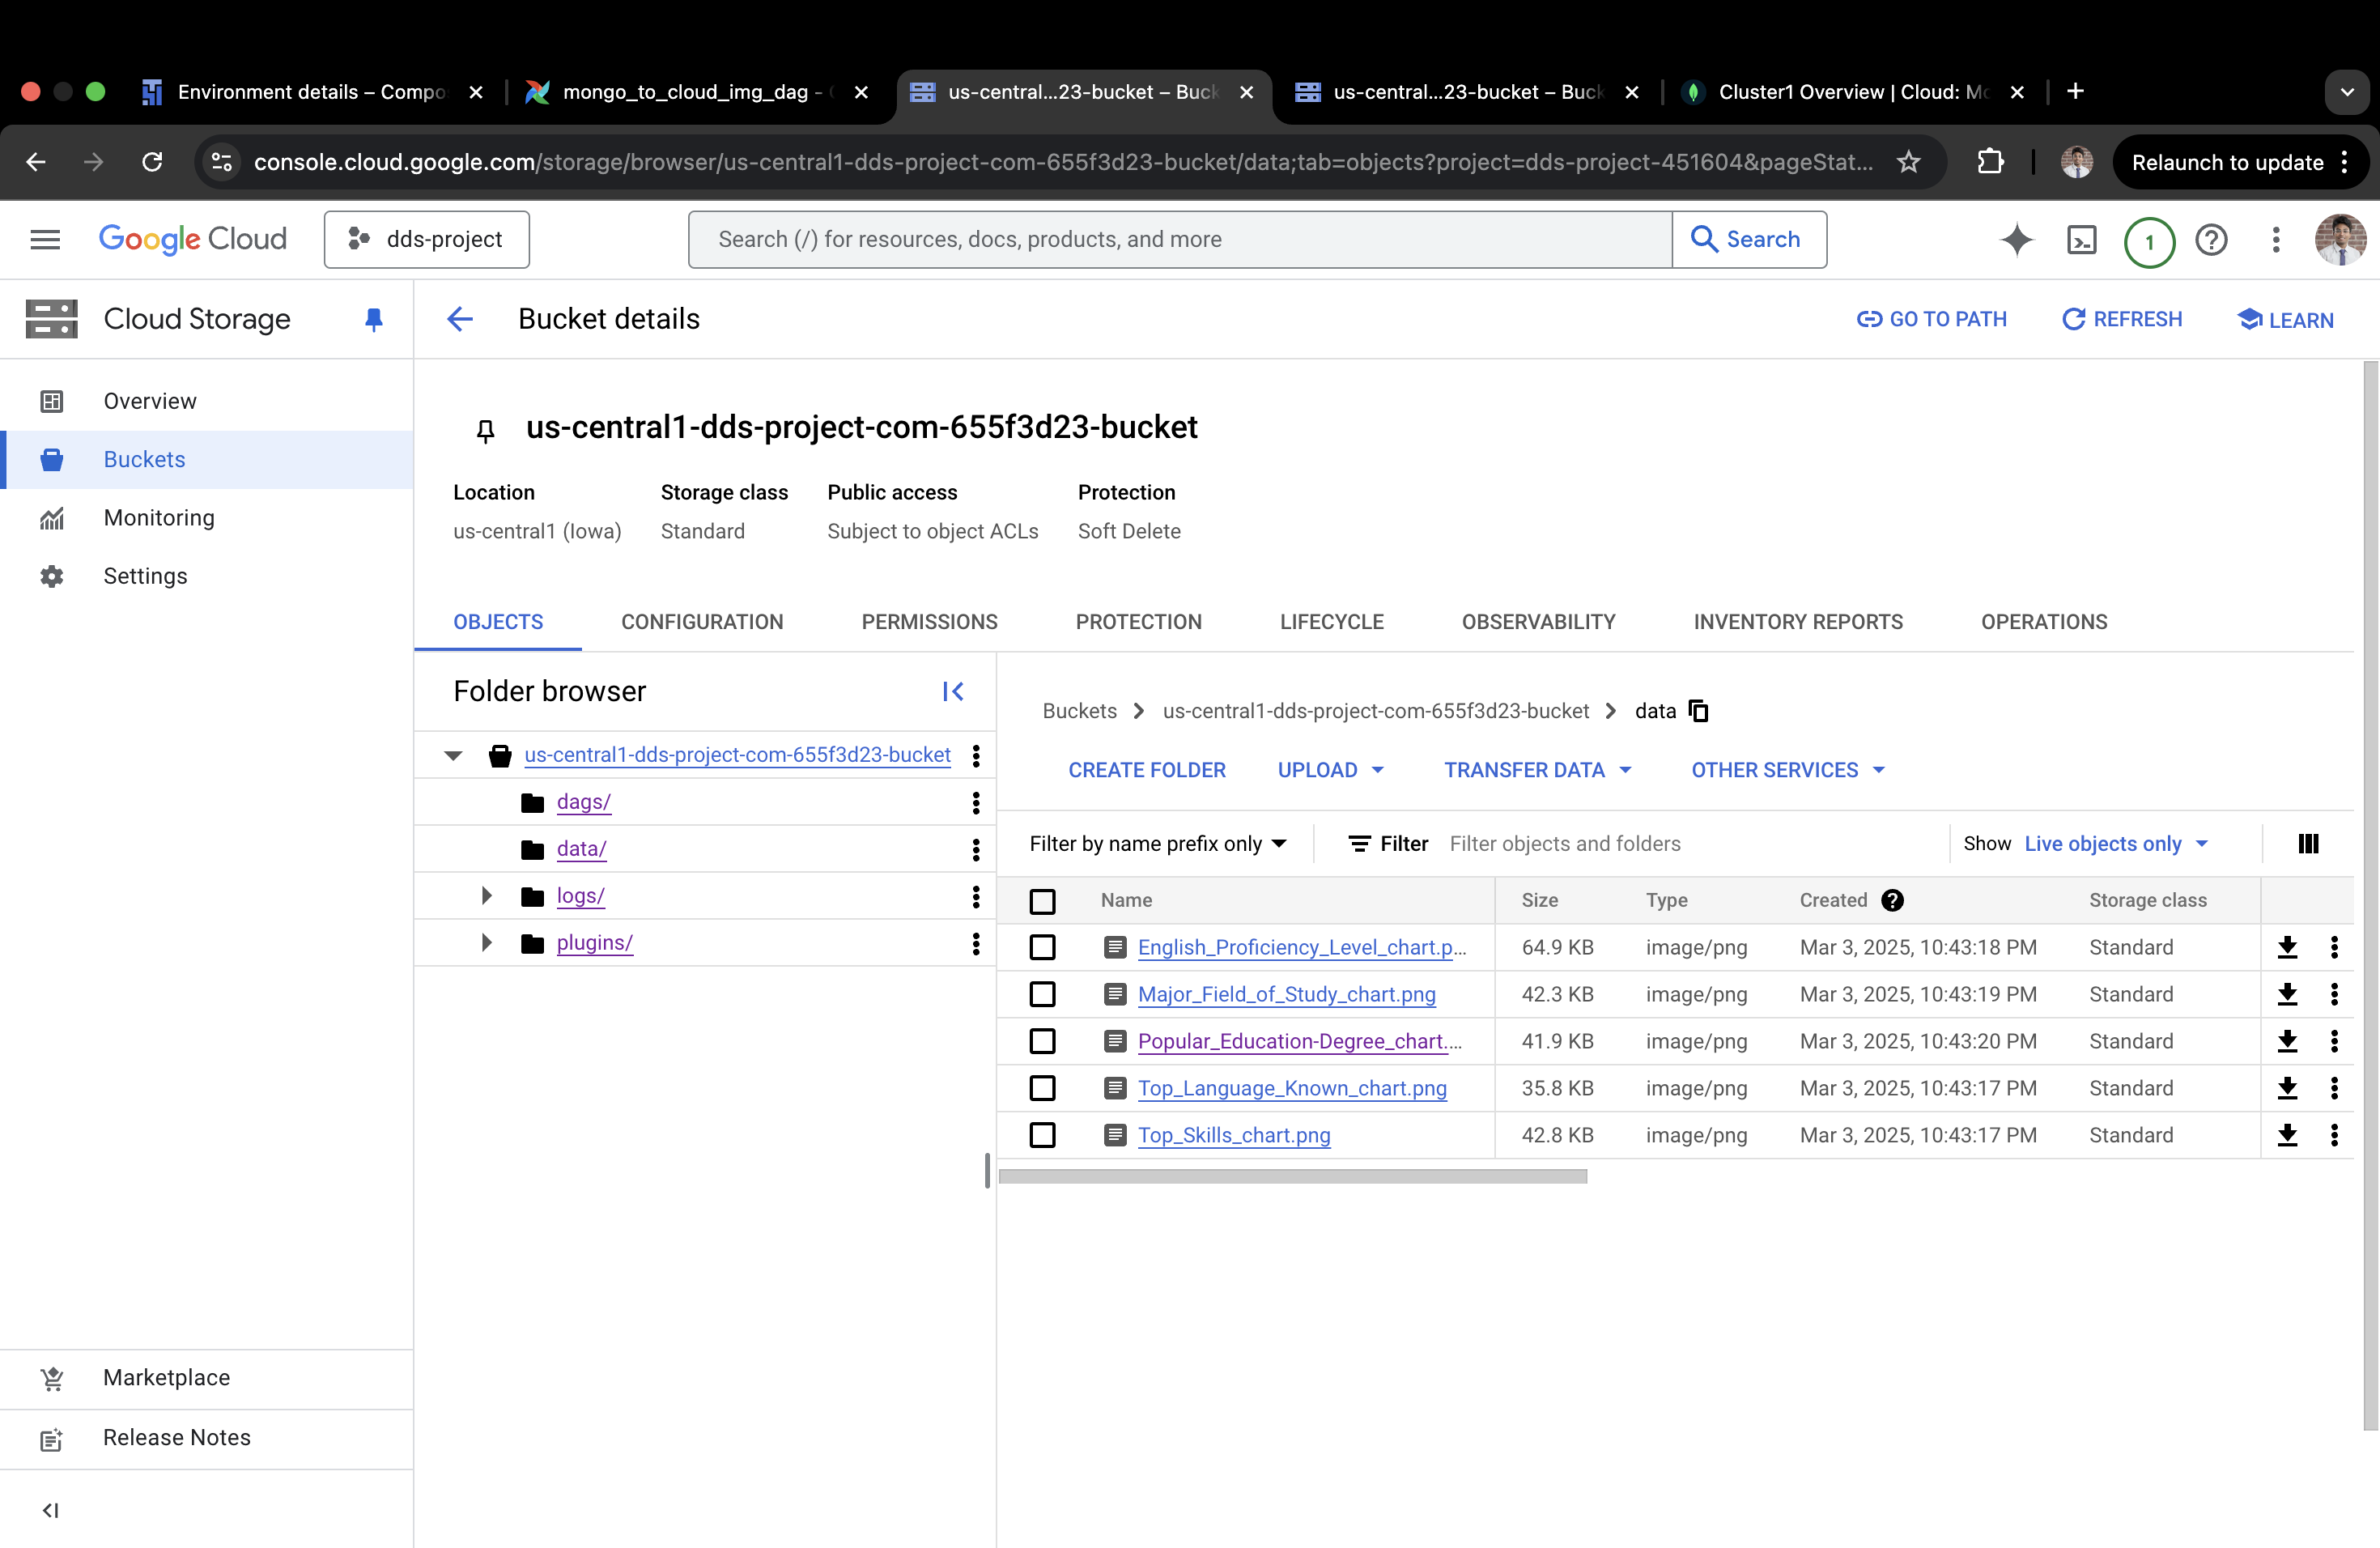 Environment details – Compo
mongo_to_cloud_img_dag -
us-central...23-bucket – Buck
us-central...23-bucket – Buck
Cluster1 Overview | Cloud: Mo
console.cloud.google.com/storage/browser/us-central1-dds-project-com-655f3d23-bucket/data;tab=objects?project=dds-project-451604&pageStat...
Relaunch to update
Google Cloud
dds-project
Search (/) for resources, docs, products, and more
Search
1
Cloud Storage
Bucket details
GO TO PATH
REFRESH
LEARN
Overview
Buckets
Monitoring
Settings
Marketplace
Release Notes
us-central1-dds-project-com-655f3d23-bucket
Location Storage class Public access Protection
us-central1 (Iowa) Standard Subject to object ACLs Soft Delete
OBJECTS CONFIGURATION PERMISSIONS PROTECTION LIFECYCLE OBSERVABILITY INVENTORY REPORTS OPERATIONS
Folder browser
us-central1-dds-project-com-655f3d23-bucket
dags/
data/
logs/
plugins/
Buckets us-central1-dds-project-com-655f3d23-bucket data
CREATE FOLDER UPLOAD TRANSFER DATA OTHER SERVICES
Filter by name prefix only Filter Filter objects and folders Show Live objects only
Name Size Type Created Storage class
English_Proficiency_Level_chart.p... 64.9 KB image/png Mar 3, 2025, 10:43:18 PM Standard
Major_Field_of_Study_chart.png 42.3 KB image/png Mar 3, 2025, 10:43:19 PM Standard
Popular_Education-Degree_chart.... 41.9 KB image/png Mar 3, 2025, 10:43:20 PM Standard
Top_Language_Known_chart.png 35.8 KB image/png Mar 3, 2025, 10:43:17 PM Standard
Top_Skills_chart.png 42.8 KB image/png Mar 3, 2025, 10:43:17 PM Standard